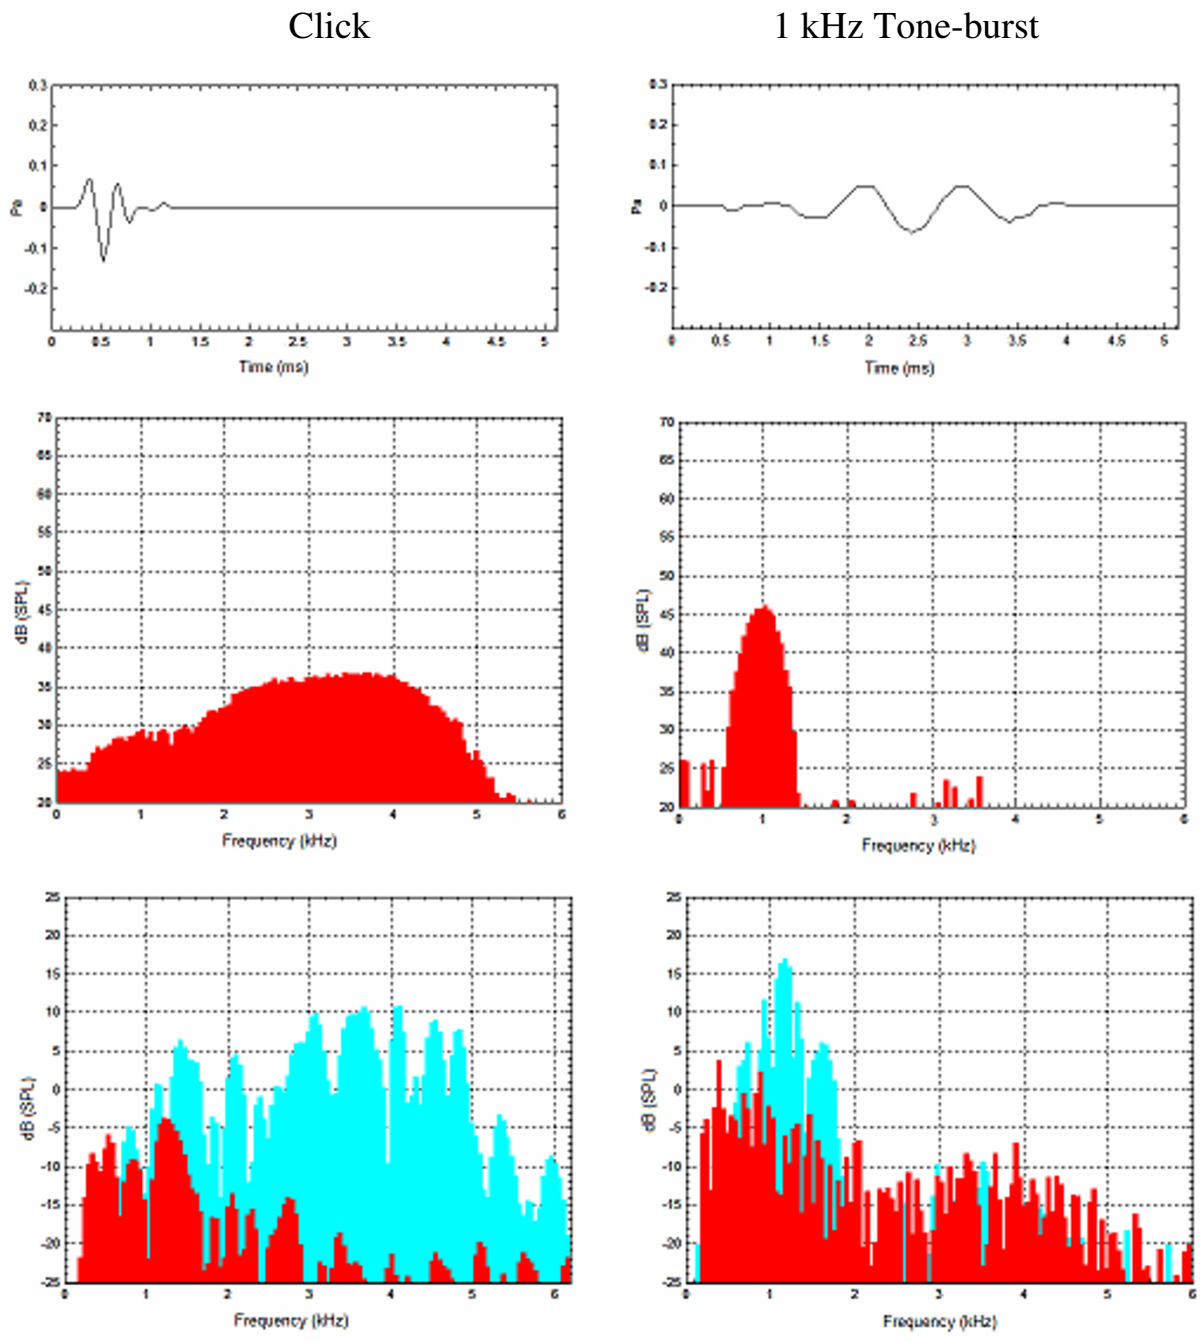 Click
1 kHz Tone-burst
0.3
0.2
0.1
0
-0.1
-0.2
Pa
0 0.5 1 1.5 2 2.5 3 3.5 4 4.5 5
Time (ms)
0.3
0.2
0.1
0
-0.1
-0.2
Pa
0 0.5 1 1.5 2 2.5 3 3.5 4 4.5 5
Time (ms)
70
65
60
55
50
45
40
35
30
25
20
dB (SPL)
0 1 2 3 4 5 6
Frequency (kHz)
70
65
60
55
50
45
40
35
30
25
20
dB (SPL)
0 1 2 3 4 5 6
Frequency (kHz)
25
20
15
10
5
0
-5
-10
-15
-20
-25
dB (SPL)
0 1 2 3 4 5 6
Frequency (kHz)
25
20
15
10
5
0
-5
-10
-15
-20
-25
dB (SPL)
0 1 2 3 4 5 6
Frequency (kHz)